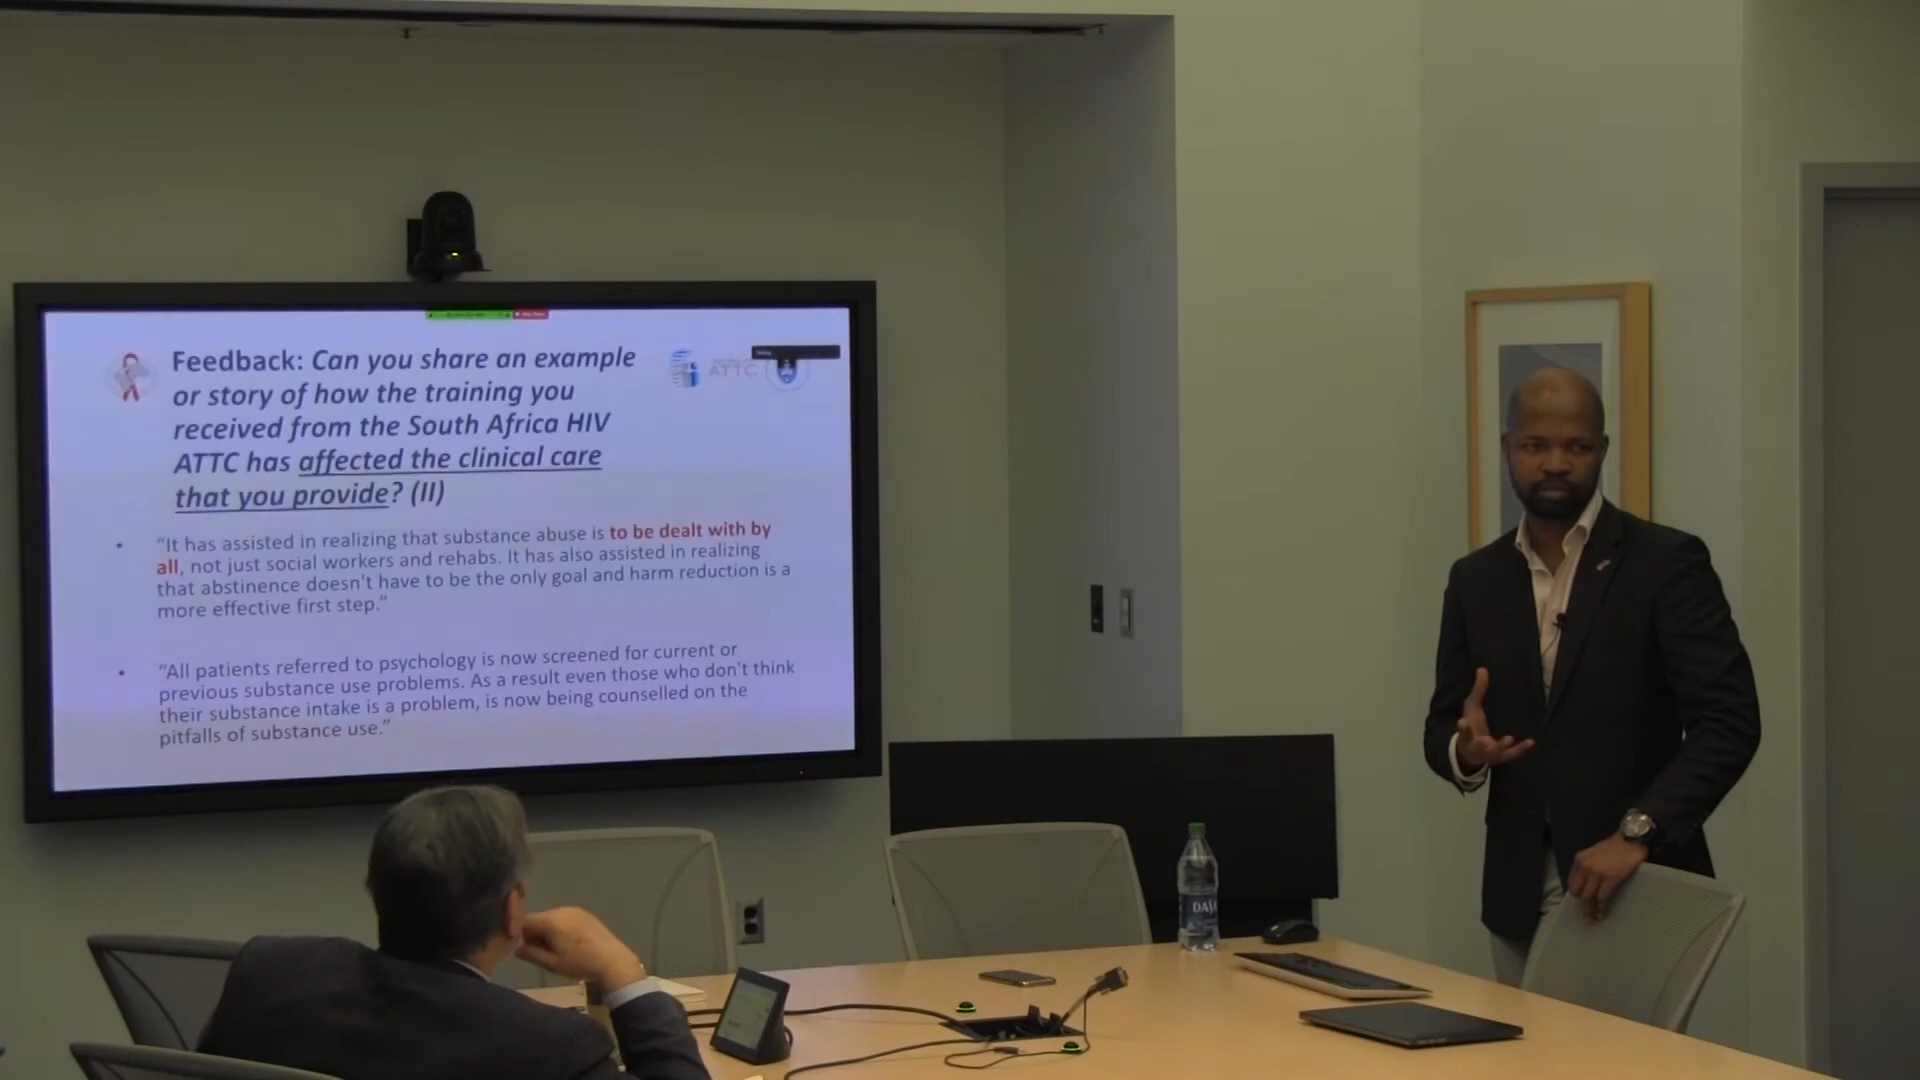 Feedback: Can you share an example
or story of how the training you
received from the South Africa HIV
ATTC has affected the clinical care
that you provide? (II)
ATTC
• “It has assisted in realizing that substance abuse is to be dealt with by
all, not just social workers and rehabs. It has also assisted in realizing
that abstinence doesn't have to be the only goal and harm reduction is a
more effective first step.”
• “All patients referred to psychology is now screened for current or
previous substance use problems. As a result even those who don't think
their substance intake is a problem, is now being counselled on the
pitfalls of substance use.”